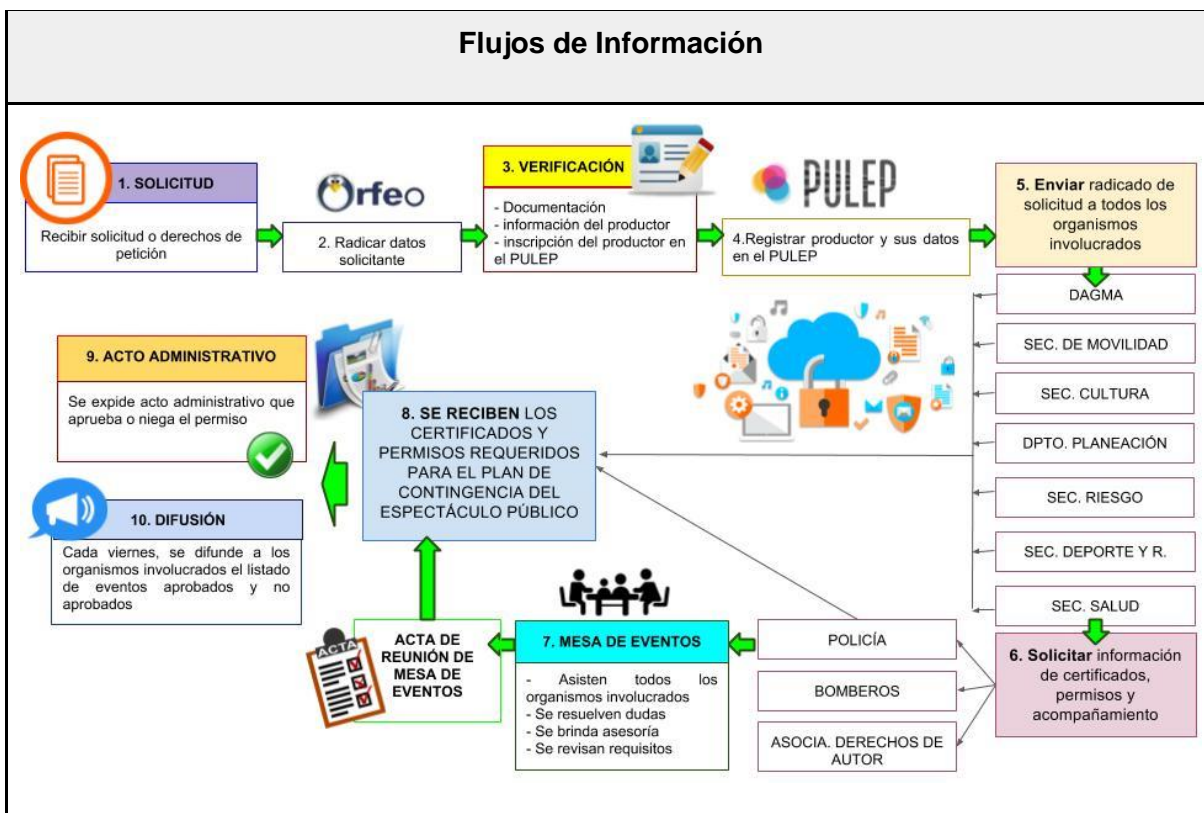 Flujos de Información
1. SOLICITUD
Recibir solicitud o derechos de
petición
Orfeo
2. Radicar datos
solicitante
3. VERIFICACIÓN
- Documentación
- información del productor
- inscripción del productor en
el PULEP
PULEP
4.Registrar productor y sus datos
en el PULEP
5. Enviar radicado de
solicitud a todos los
organismos
involucrados
DAGMA
SEC. DE MOVILIDAD
SEC. CULTURA
DPTO. PLANEACIÓN
SEC. RIESGO
SEC. DEPORTE Y R.
SEC. SALUD
6. Solicitar información
de certificados,
permisos y
acompañamiento
POLICÍA
BOMBEROS
ASOCIA. DERECHOS DE
AUTOR
7. MESA DE EVENTOS
- Asisten todos los
organismos involucrados
- Se resuelven dudas
- Se brinda asesoría
- Se revisan requisitos
ACTA
ACTA DE
REUNIÓN DE
MESA DE
EVENTOS
8. SE RECIBEN LOS
CERTIFICADOS Y
PERMISOS REQUERIDOS
PARA EL PLAN DE
CONTINGENCIA DEL
ESPECTÁCULO PÚBLICO
9. ACTO ADMINISTRATIVO
Se expide acto administrativo que
aprueba o niega el permiso
10. DIFUSIÓN
Cada viernes, se difunde a los
organismos involucrados el listado
de eventos aprobados y no
aprobados